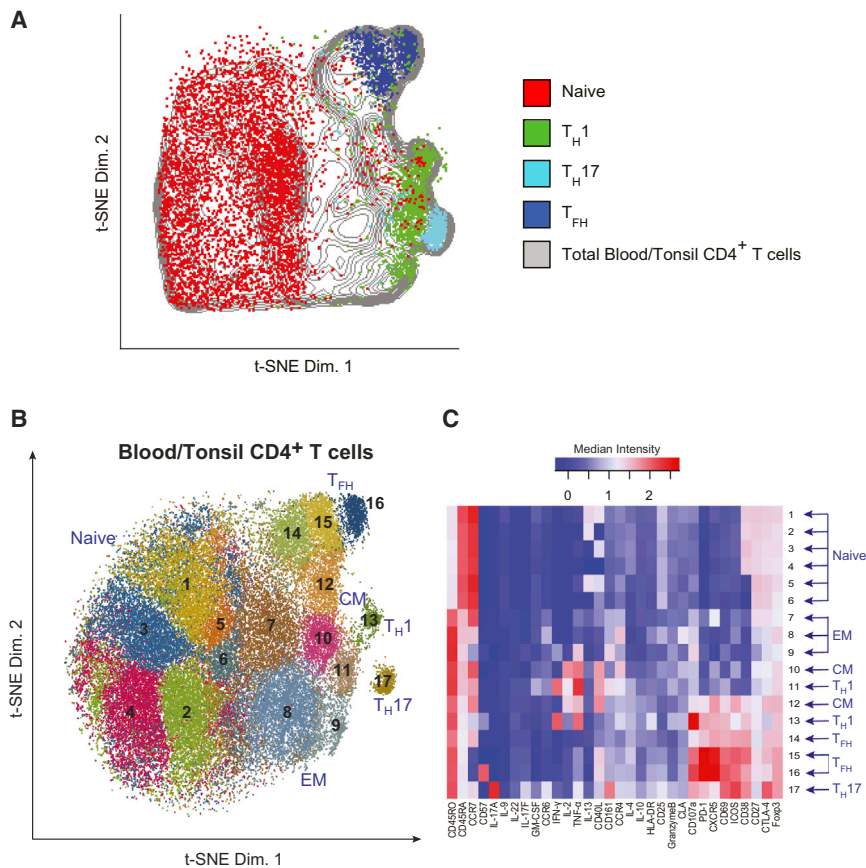 A
t-SNE Dim. 2
t-SNE Dim. 1
Naive
TH1
TH17
TFH
Total Blood/Tonsil CD4+ T cells
B
Blood/Tonsil CD4+ T cells
t-SNE Dim. 2
t-SNE Dim. 1
Naive
TFH
16
15
14
12
CM
1
TH1
13
5
7
3
10
6
11
17
TH17
4
2
8
9
EM
C
Median Intensity
0 2
1
2
3
4
5
6
Naive
7
8
9
EM
10 CM
11 TH1
12 CM
13 TH1
14 TFH
15
16
TFH
17 TH17
CD45RO
CD45RA
CCR7
CD57
IL-17A
IL-9
IL-22
IL-17F
GM-CSF
CCR6
IFN-γ
IL-2
TNF-α
IL-13
CD40L
CD161
CCR4
IL-4
IL-10
HLA-DR
CD25
GranzymeB
CLA
CD107a
PD-1
CXCR5
CD69
ICOS
CD38
CD27
CTLA-4
Foxp3